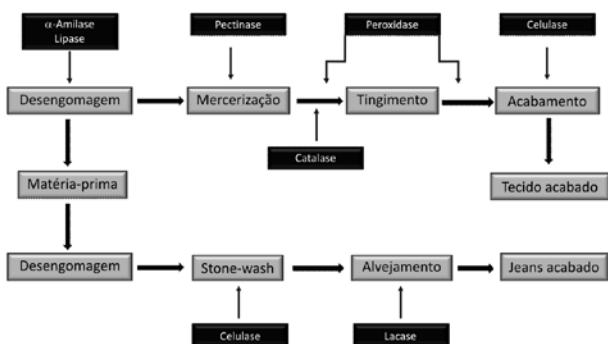 α-Amilase
Lipase
Pectinase
Peroxidase
Celulase
Desengomagem
Mercerização
Tingimento
Acabamento
Catalase
Matéria-prima
Tecido acabado
Desengomagem
Stone-wash
Alvejamento
Jeans acabado
Celulase
Lacase